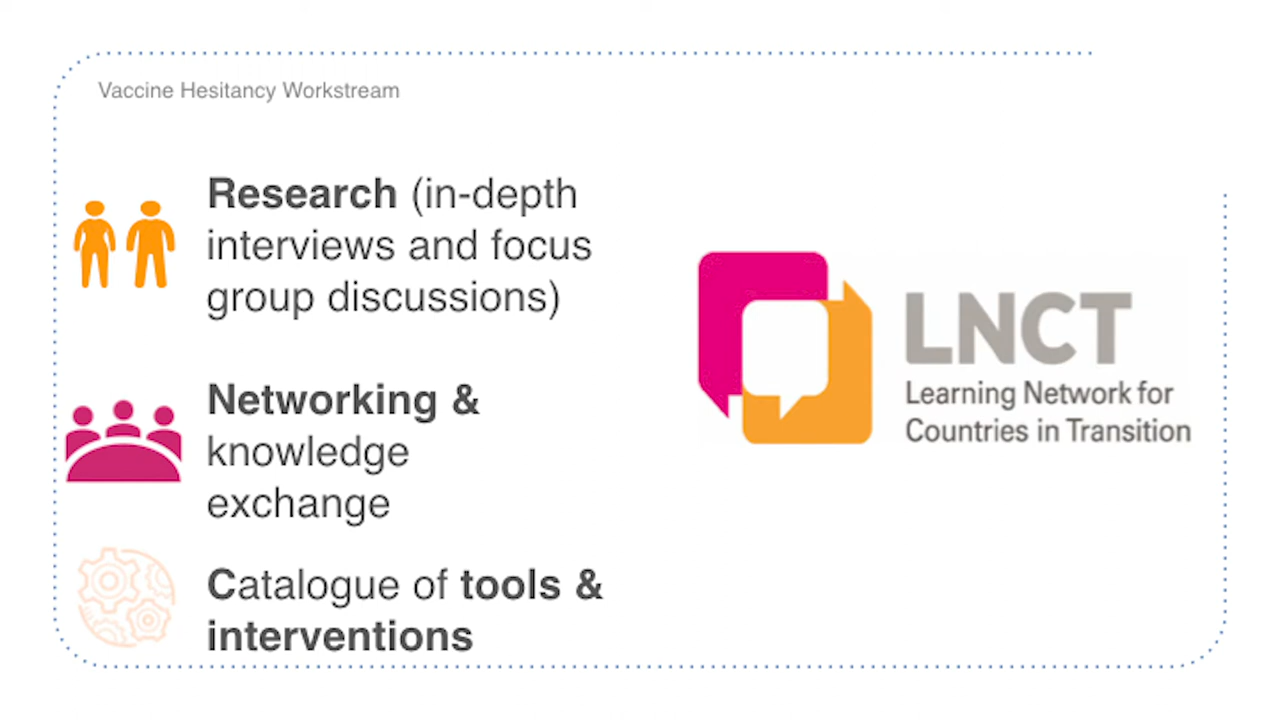 Vaccine Hesitancy Workstream
Research (in-depth
interviews and focus
group discussions)
Networking &
knowledge
exchange
Catalogue of tools &
interventions
LNCT
Learning Network for
Countries in Transition